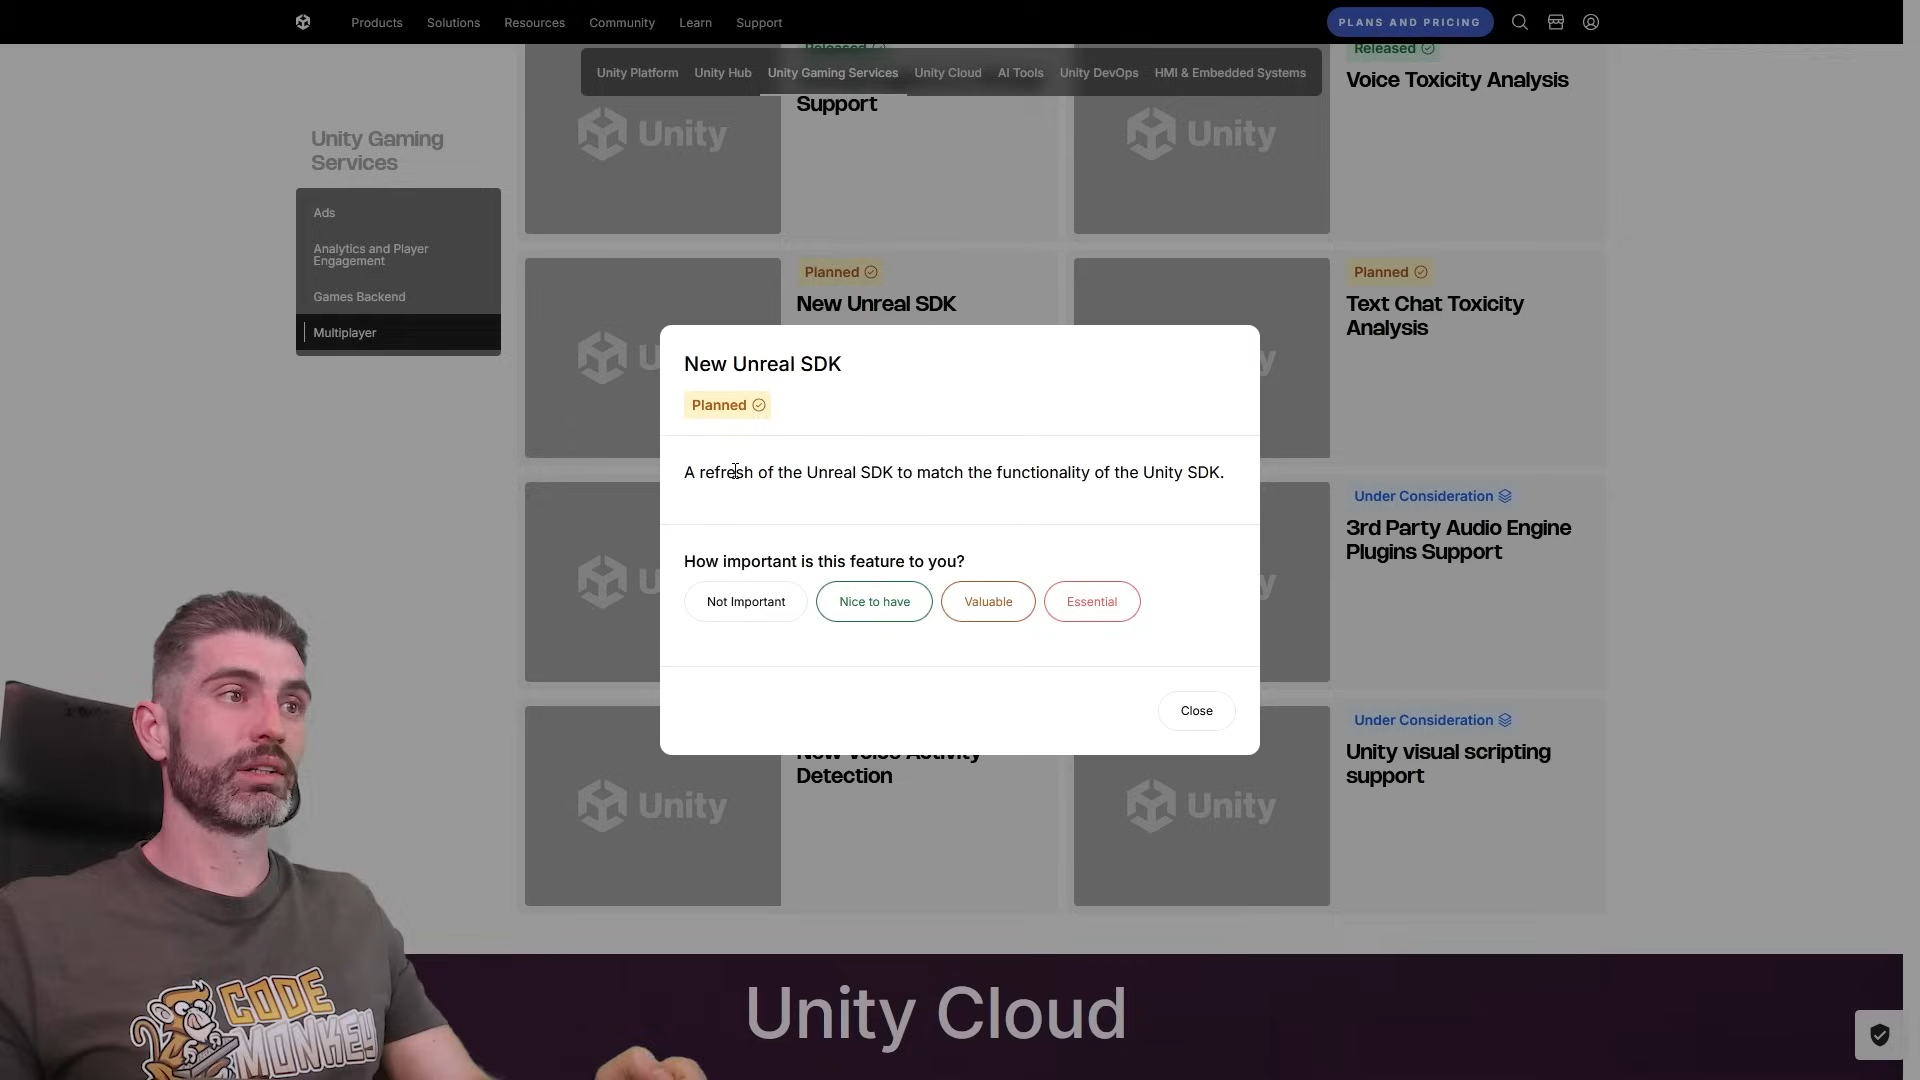 Products
Solutions
Resources
Community
Learn
Support
PLANS AND PRICING
Unity Platform
Unity Hub
Unity Gaming Services
Unity Cloud
AI Tools
Unity DevOps
HMI & Embedded Systems
Released
Support
Released
Voice Toxicity Analysis
Unity
Unity
Unity Gaming
Services
Ads
Analytics and Player
Engagement
Games Backend
Multiplayer
Planned
New Unreal SDK
Planned
Text Chat Toxicity
Analysis
New Unreal SDK
Planned
A refresh of the Unreal SDK to match the functionality of the Unity SDK.
How important is this feature to you?
Not Important
Nice to have
Valuable
Essential
Close
Under Consideration
3rd Party Audio Engine
Plugins Support
New Voice Activity
Detection
Under Consideration
Unity visual scripting
support
Unity
Unity
Unity Cloud
CODE
MONKEY